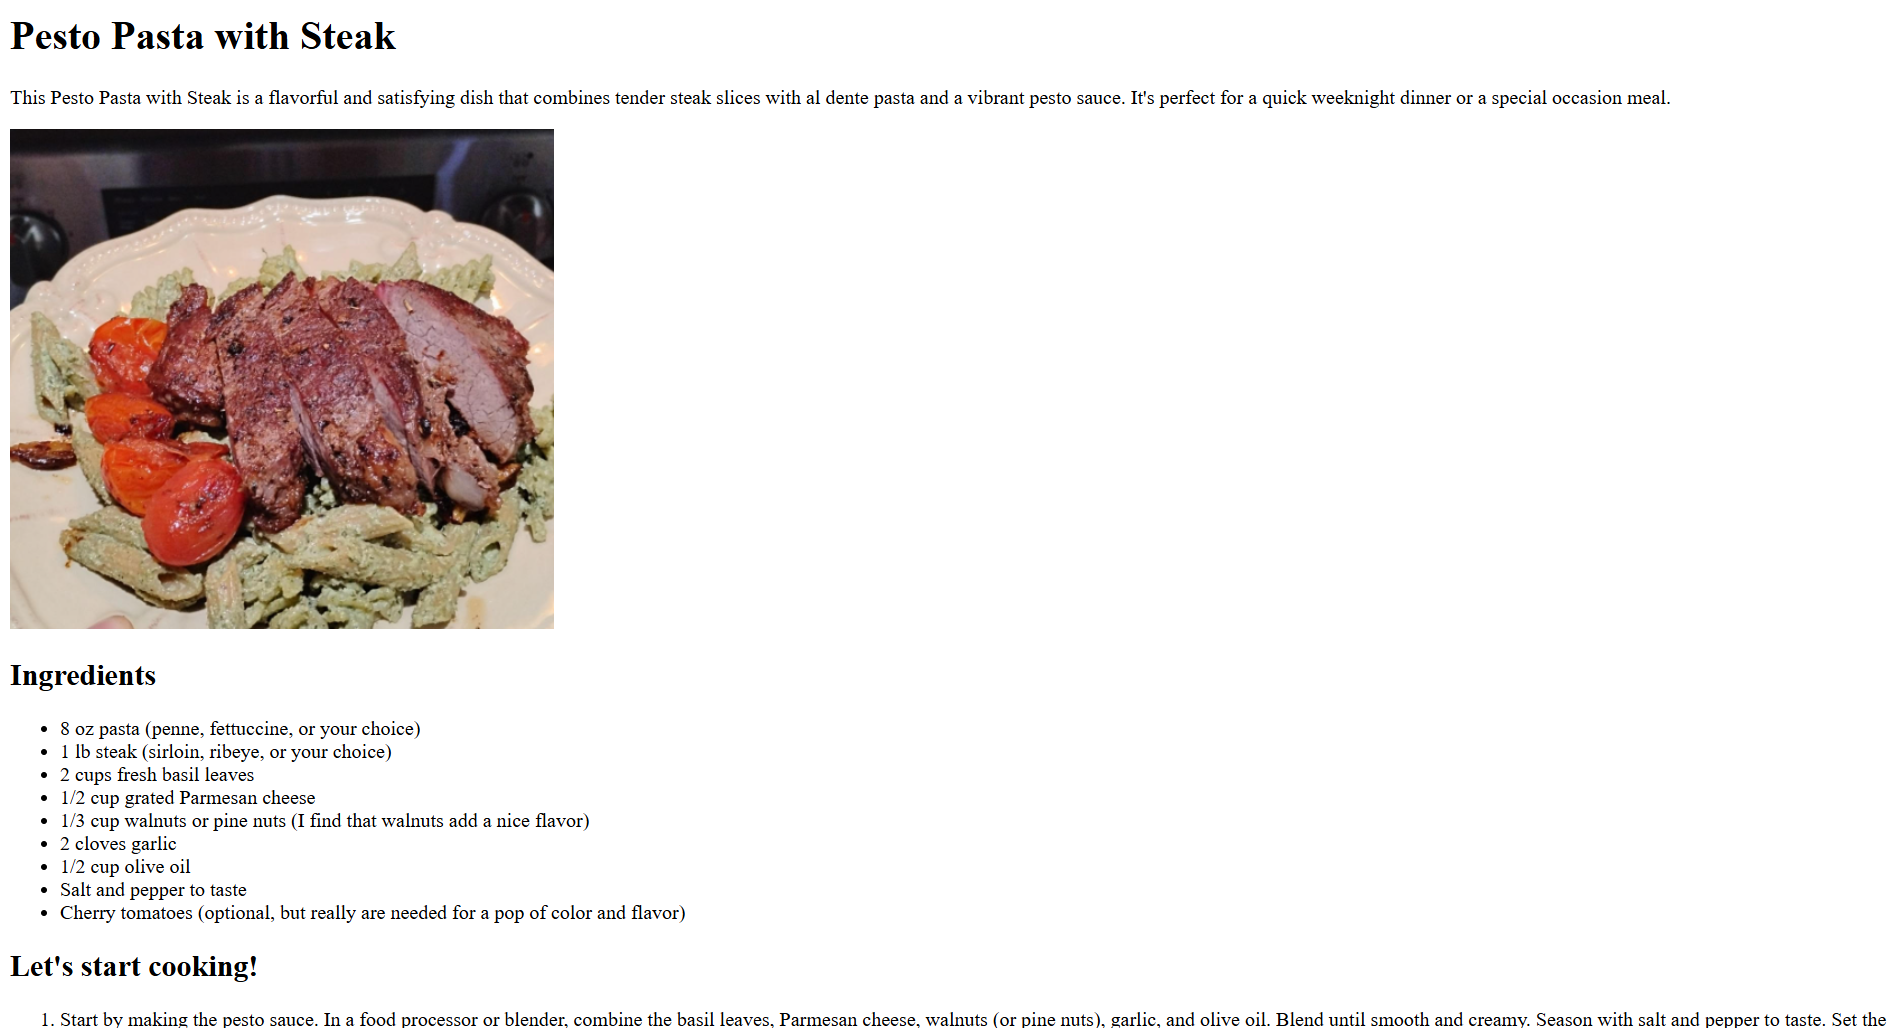 Pesto Pasta with Steak
This Pesto Pasta with Steak is a flavorful and satisfying dish that combines tender steak slices with al dente pasta and a vibrant pesto sauce. It's perfect for a quick weeknight dinner or a special occasion meal.
Ingredients
• 8 oz pasta (penne, fettuccine, or your choice)
• 1 lb steak (sirloin, ribeye, or your choice)
• 2 cups fresh basil leaves
• 1/2 cup grated Parmesan cheese
• 1/3 cup walnuts or pine nuts (I find that walnuts add a nice flavor)
• 2 cloves garlic
• 1/2 cup olive oil
• Salt and pepper to taste
• Cherry tomatoes (optional, but really are needed for a pop of color and flavor)
Let's start cooking!
1. Start by making the pesto sauce. In a food processor or blender, combine the basil leaves, Parmesan cheese, walnuts (or pine nuts), garlic, and olive oil. Blend until smooth and creamy. Season with salt and pepper to taste. Set the